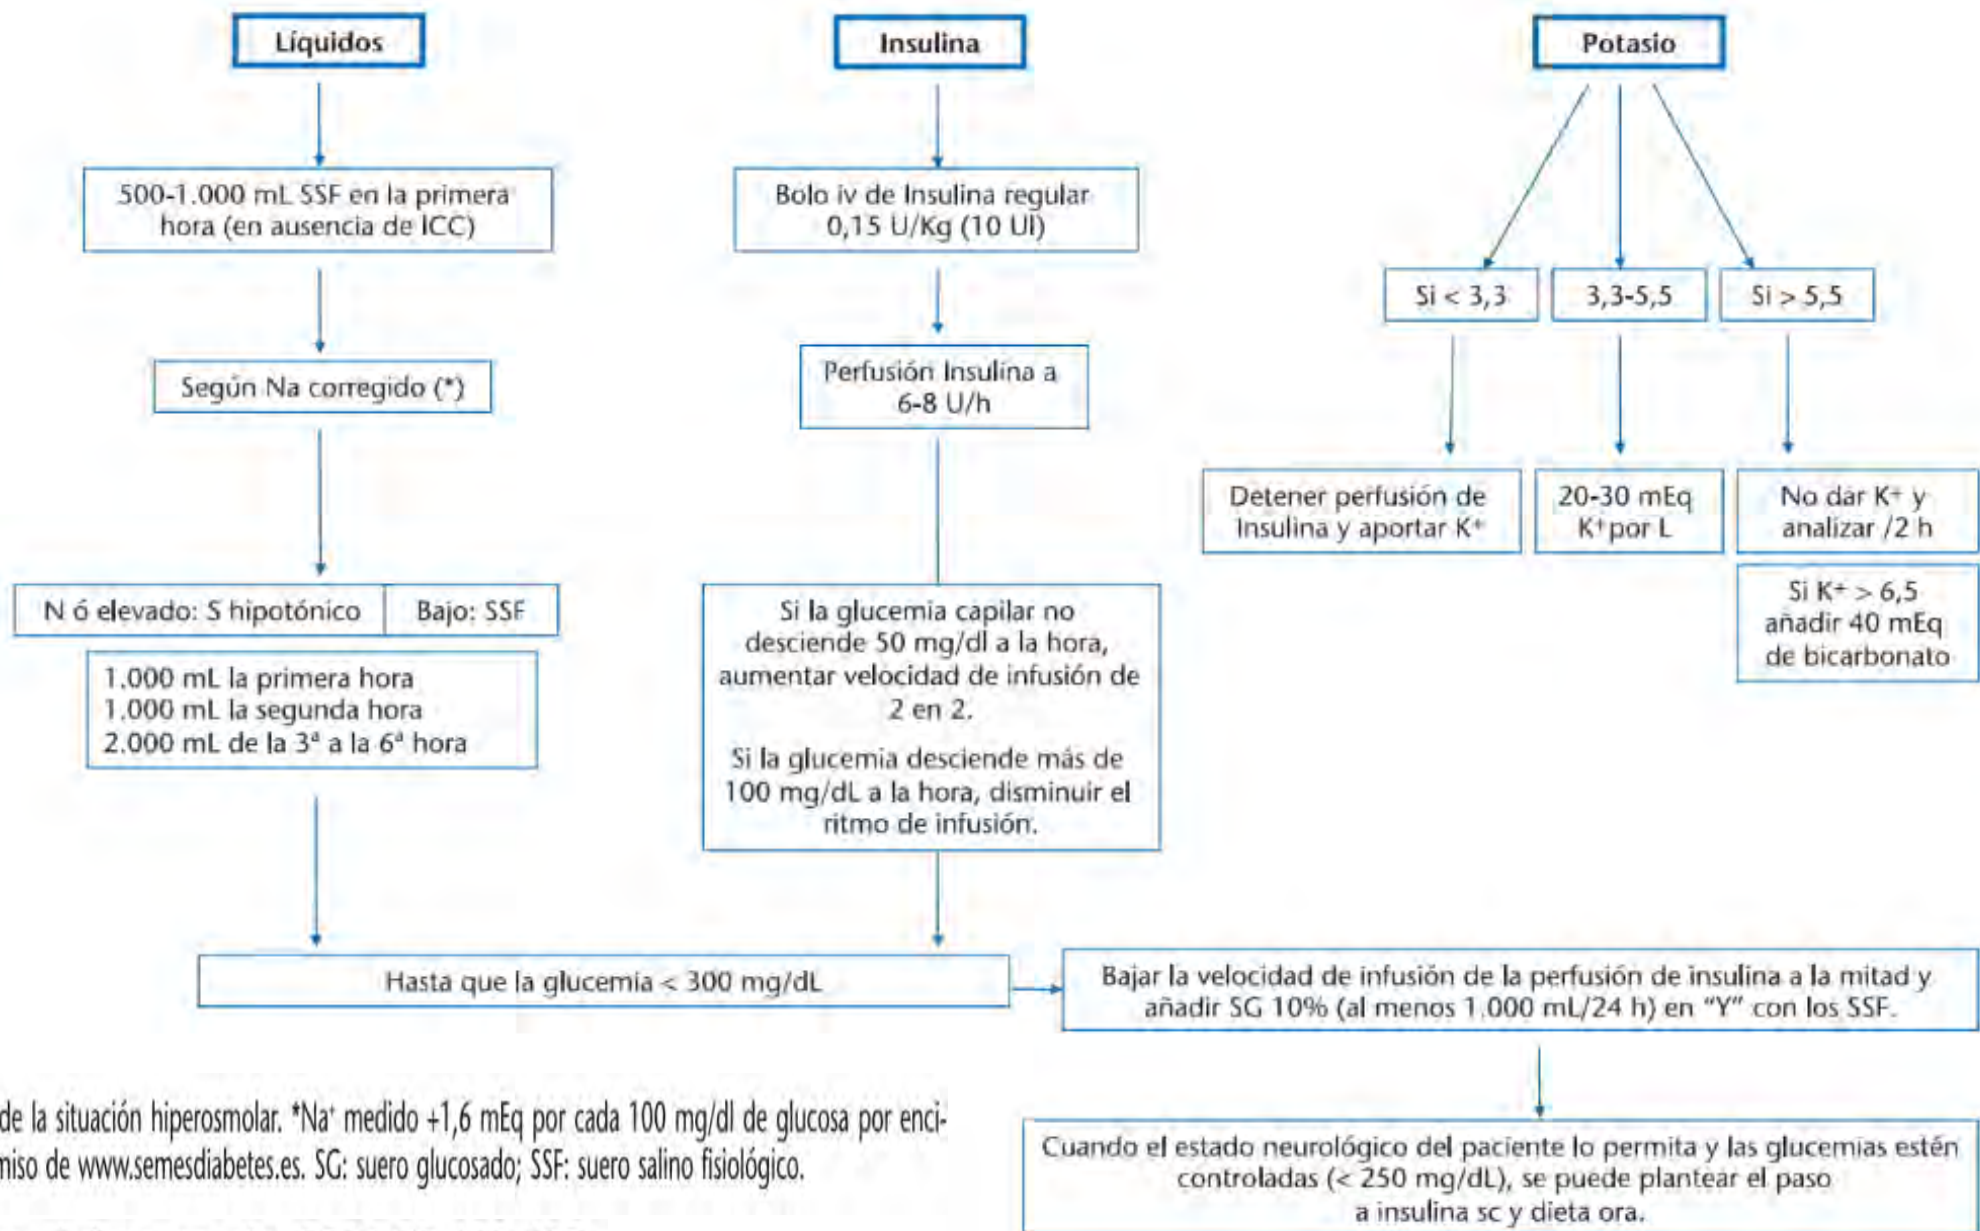 Líquidos
500-1.000 mL SSF en la primera
hora (en ausencia de ICC)
Según Na corregido (*)
N ó elevado: S hipotónico
Bajo: SSF
1.000 mL la primera hora
1.000 mL la segunda hora
2.000 mL de la 3ª a la 6ª hora
Insulina
Bolo iv de Insulina regular
0,15 U/Kg (10 UI)
Perfusión Insulina a
6-8 U/h
Si la glucemia capilar no
desciende 50 mg/dl a la hora,
aumentar velocidad de infusión de
2 en 2.
Si la glucemia desciende más de
100 mg/dL a la hora, disminuir el
ritmo de infusión.
Potasio
Si < 3,3
3,3-5,5
Si > 5,5
Detener perfusión de
Insulina y aportar K⁺
20-30 mEq
K⁺por L
No dar K⁺ y
analizar /2 h
Si K⁺ > 6,5
añadir 40 mEq
de bicarbonato
Hasta que la glucemia < 300 mg/dL
Bajar la velocidad de infusión de la perfusión de insulina a la mitad y
añadir SG 10% (al menos 1.000 mL/24 h) en “Y” con los SSF.
Cuando el estado neurológico del paciente lo permita y las glucemias estén
controladas (< 250 mg/dL), se puede plantear el paso
a insulina sc y dieta ora.
de la situación hiperosmolar. *Na⁺ medido +1,6 mEq por cada 100 mg/dl de glucosa por enci-
miso de www.semesdiabetes.es. SG: suero glucosado; SSF: suero salino fisiológico.